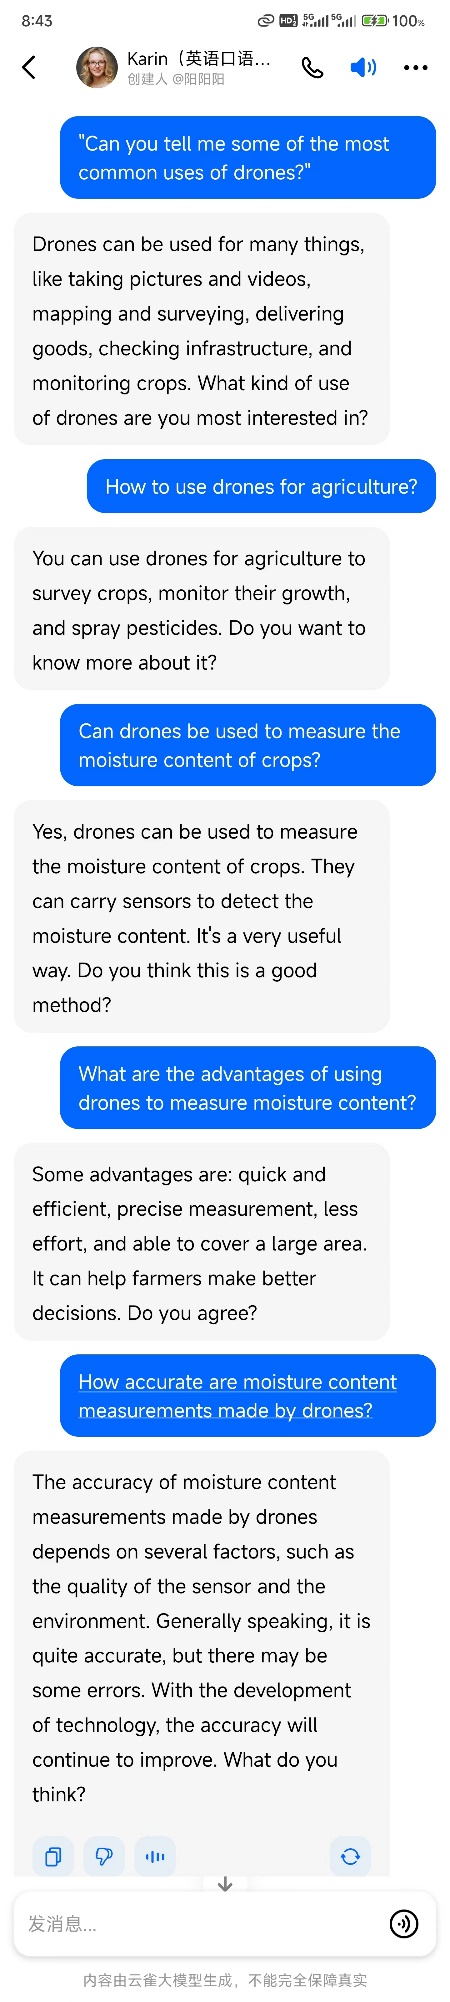 8:43
HD 5G 5G 100%
Karin（英语口语...
创建人 @阳阳阳
"Can you tell me some of the most
common uses of drones?"
Drones can be used for many things,
like taking pictures and videos,
mapping and surveying, delivering
goods, checking infrastructure, and
monitoring crops. What kind of use
of drones are you most interested in?
How to use drones for agriculture?
You can use drones for agriculture to
survey crops, monitor their growth,
and spray pesticides. Do you want to
know more about it?
Can drones be used to measure the
moisture content of crops?
Yes, drones can be used to measure
the moisture content of crops. They
can carry sensors to detect the
moisture content. It's a very useful
way. Do you think this is a good
method?
What are the advantages of using
drones to measure moisture content?
Some advantages are: quick and
efficient, precise measurement, less
effort, and able to cover a large area.
It can help farmers make better
decisions. Do you agree?
How accurate are moisture content
measurements made by drones?
The accuracy of moisture content
measurements made by drones
depends on several factors, such as
the quality of the sensor and the
environment. Generally speaking, it is
quite accurate, but there may be
some errors. With the development
of technology, the accuracy will
continue to improve. What do you
think?
发消息...
内容由云雀大模型生成，不能完全保障真实